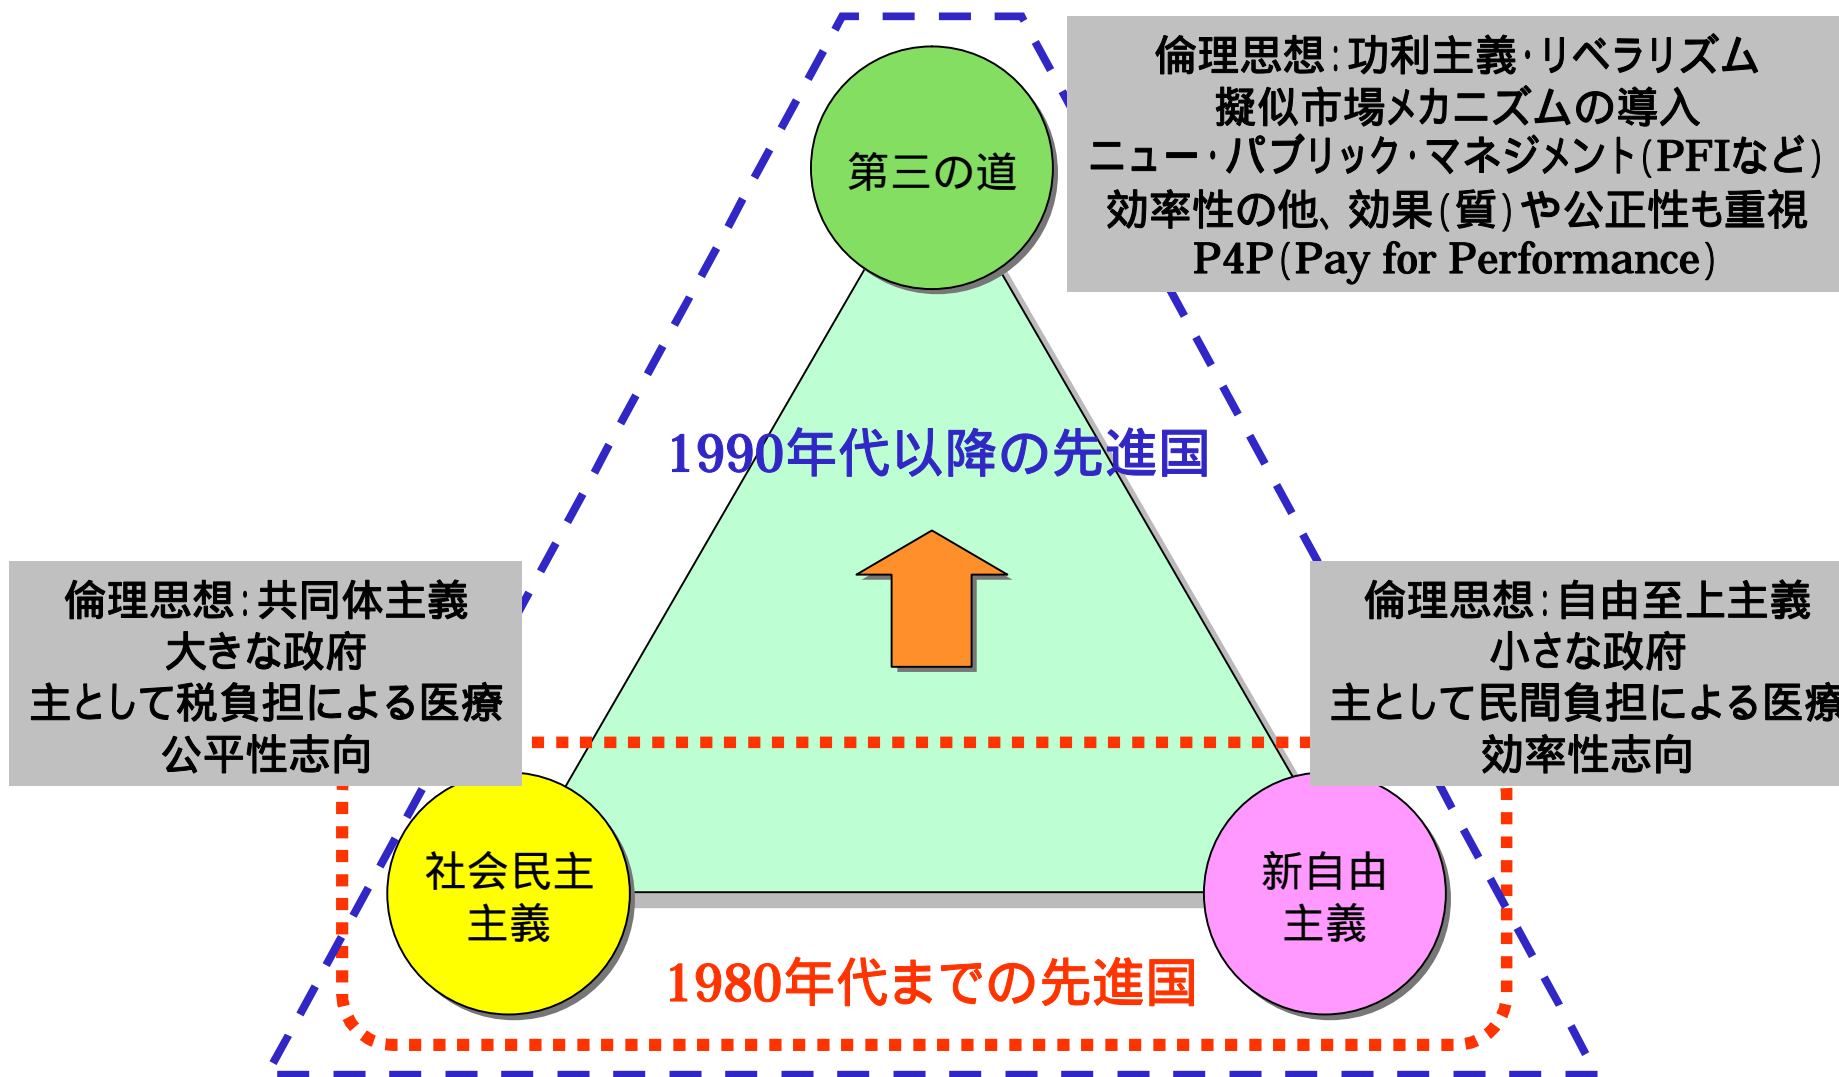 倫理思想:功利主義・リベラリズム
擬似市場メカニズムの導入
ニュー・パブリック・マネジメント(PFIなど)
効率性の他、効果(質)や公正性も重視
P4P(Pay for Performance)
第三の道
1990年代以降の先進国
倫理思想:共同体主義
大きな政府
主として税負担による医療
公平性志向
倫理思想:自由至上主義
小さな政府
主として民間負担による医療
効率性志向
社会民主
主義
新自由
主義
1980年代までの先進国